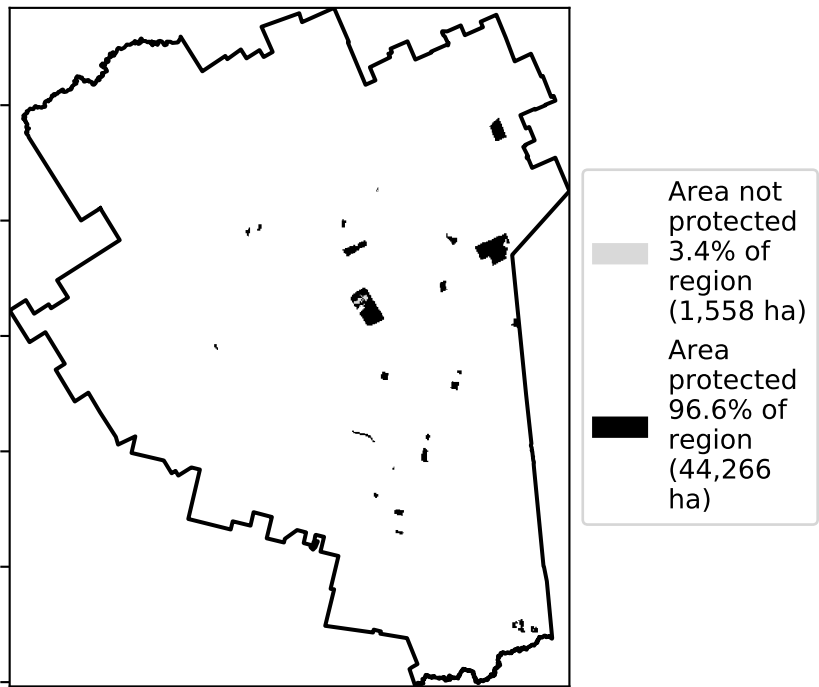 Area not
protected
3.4% of
region
(1,558 ha)
Area
protected
96.6% of
region
(44,266
ha)